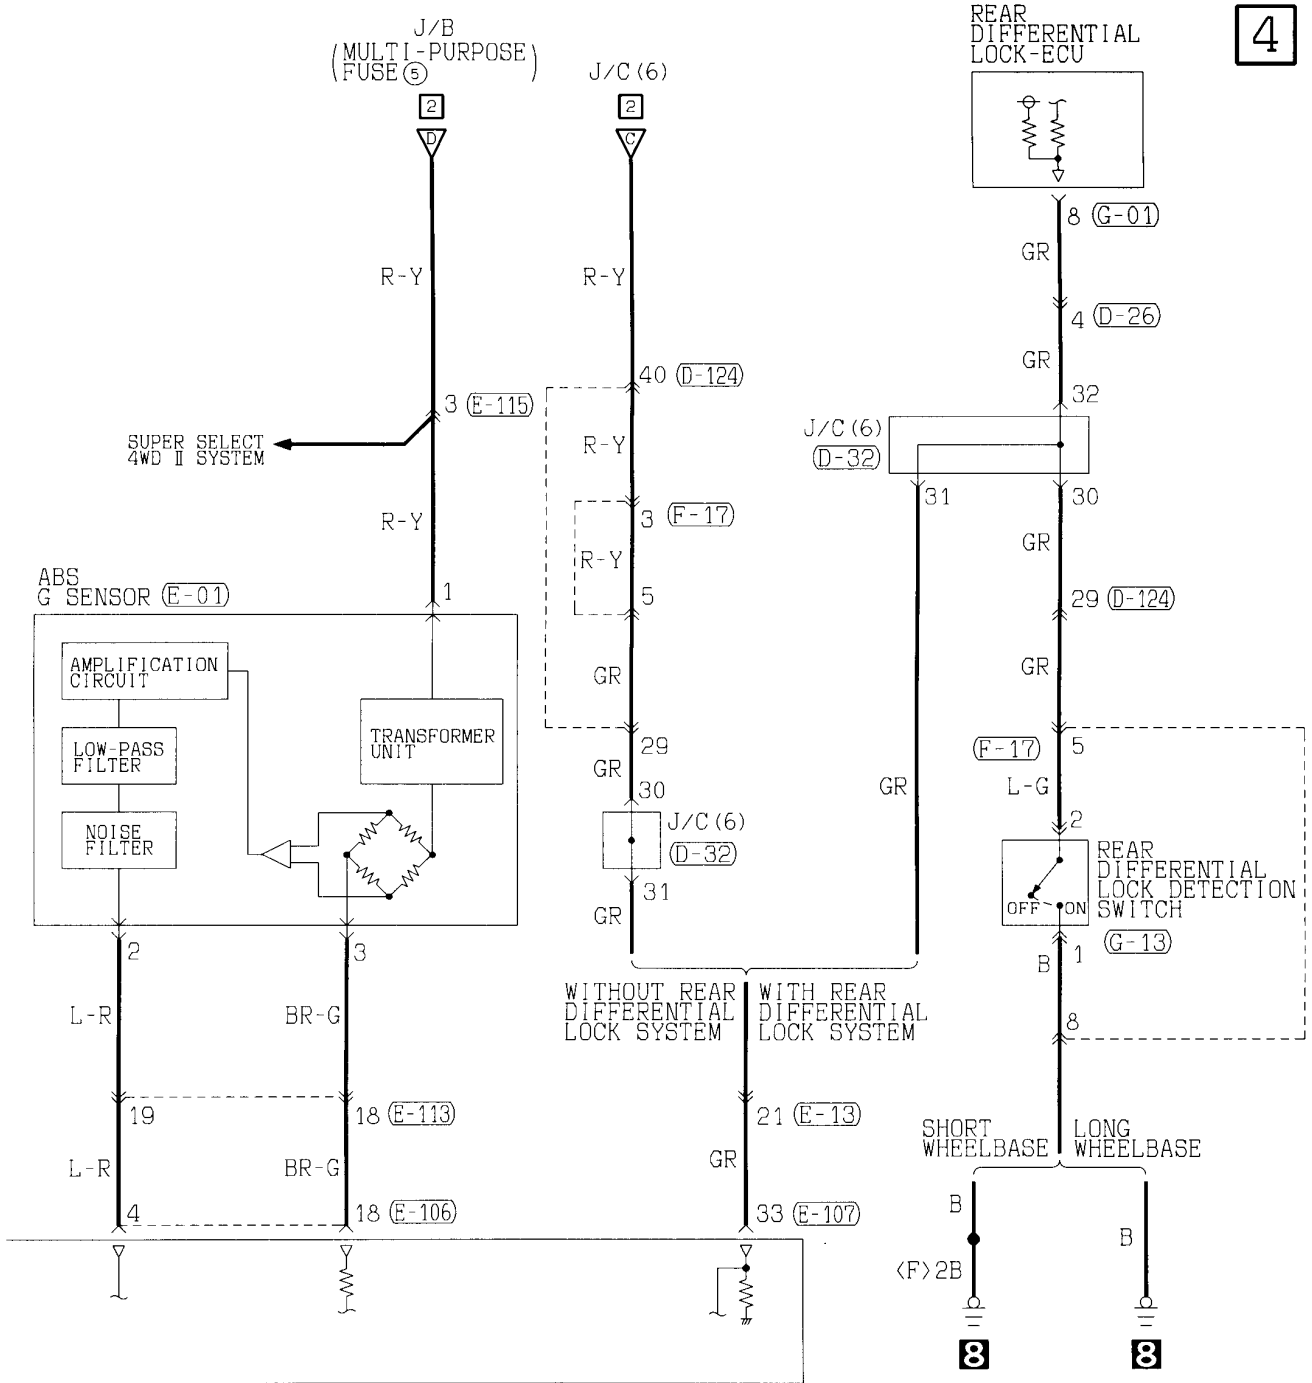 4
REAR
DIFFERENTIAL
LOCK-ECU
J/B
(MULTI-PURPOSE
FUSE⑤)
J/C(6)
2
2
D
C
8 (G-01)
R-Y
R-Y
GR
4 (D-26)
GR
40 (D-124)
32
3 (E-115)
J/C(6)
(D-32)
SUPER SELECT
4WD Ⅱ SYSTEM
R-Y
31
30
R-Y
3 (F-17)
GR
R-Y
ABS
G SENSOR (E-01)
1
5
29 (D-124)
AMPLIFICATION
CIRCUIT
GR
GR
TRANSFORMER
UNIT
LOW-PASS
FILTER
29
(F-17)
5
GR
30
GR
L-G
NOISE
FILTER
J/C(6)
(D-32)
2
REAR
DIFFERENTIAL
LOCK DETECTION
SWITCH
OFF
ON
(G-13)
31
GR
2
3
B
1
WITHOUT REAR
DIFFERENTIAL
LOCK SYSTEM
WITH REAR
DIFFERENTIAL
LOCK SYSTEM
L-R
BR-G
8
19
18 (E-113)
21 (E-13)
SHORT
WHEELBASE
LONG
WHEELBASE
L-R
BR-G
GR
4
18 (E-106)
33 (E-107)
B
B
<F>2B
8
8